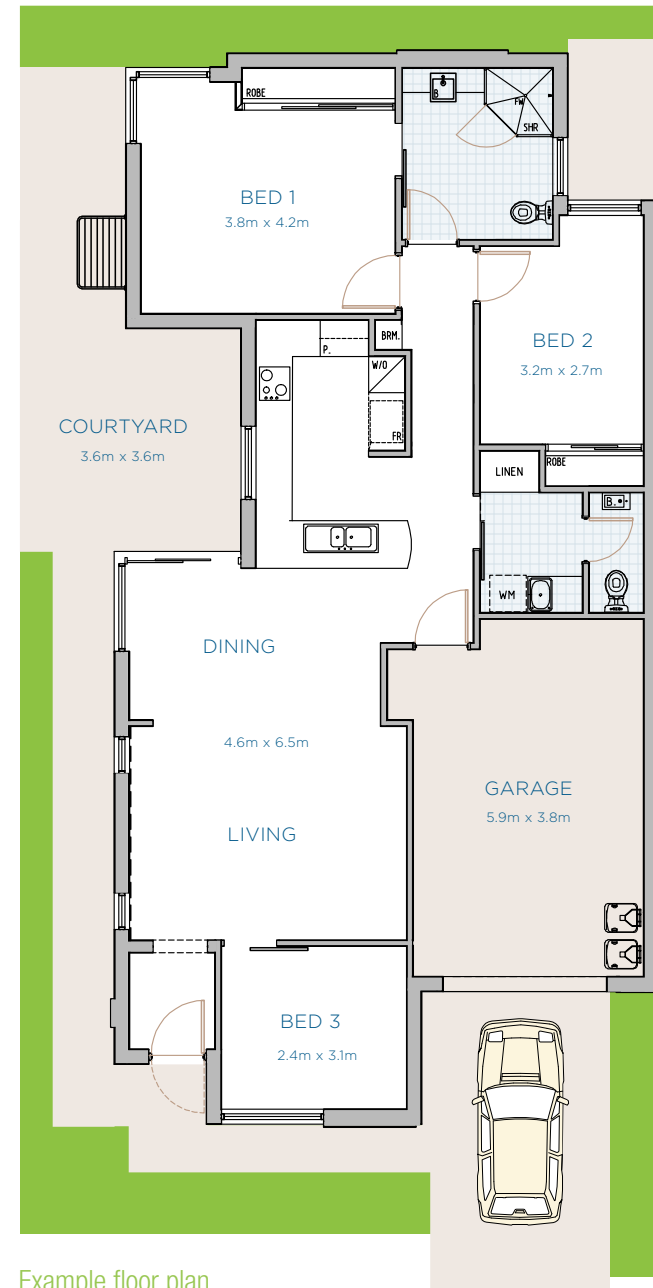 ROBE
B
FW
SHR
BED 1
3.8m x 4.2m
BED 2
3.2m x 2.7m
BRM.
P.
W/O
FR
COURTYARD
3.6m x 3.6m
LINEN
ROBE
B.
WM
DINING
4.6m x 6.5m
LIVING
GARAGE
5.9m x 3.8m
BED 3
2.4m x 3.1m
Example floor plan